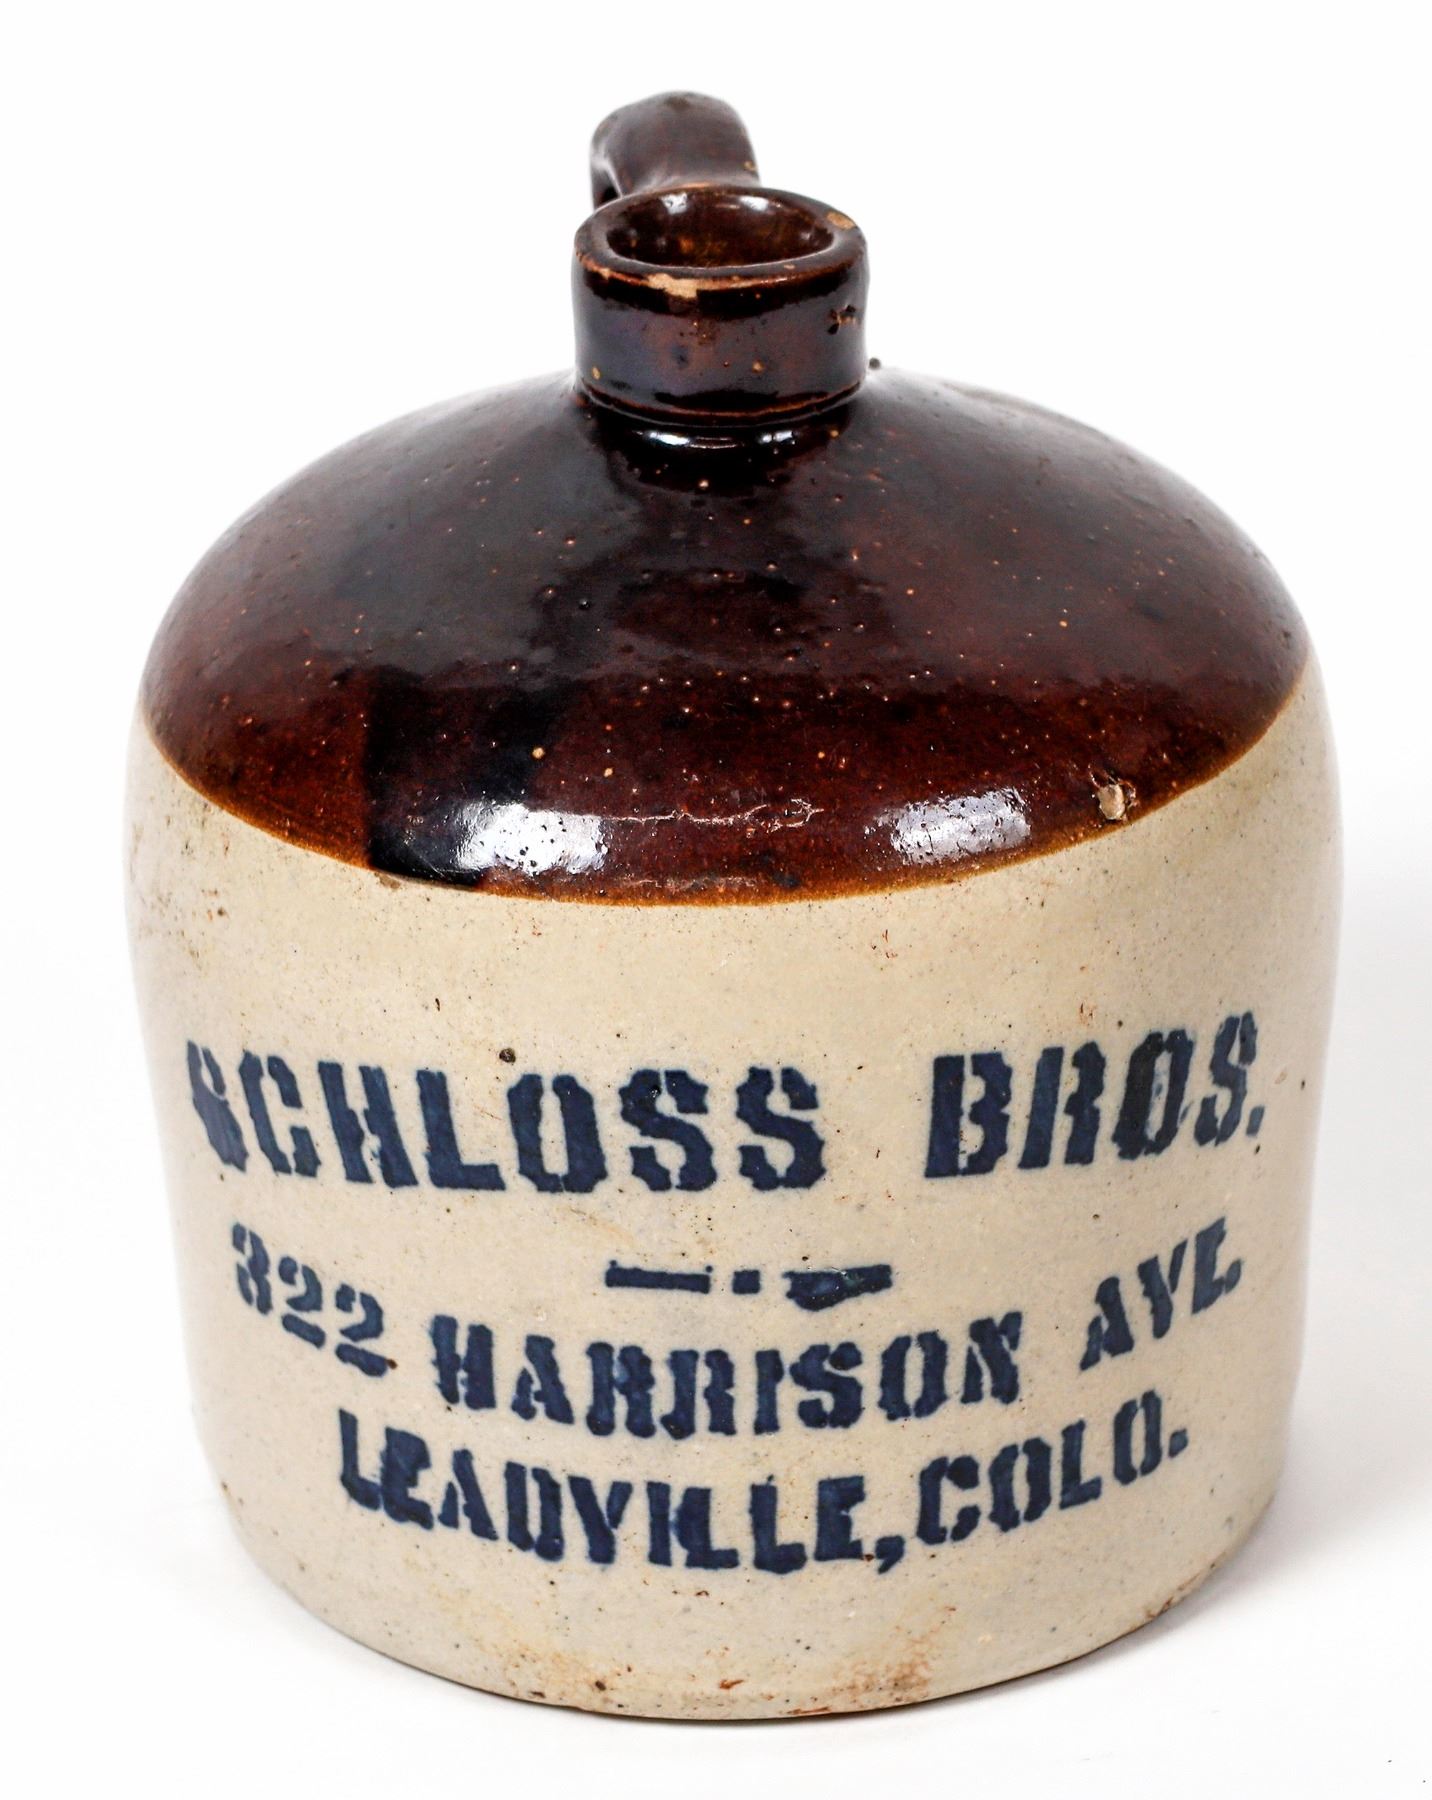 SCHLOSS BROS.
322 HARRISON AVE.
LEADVILLE, COLO.